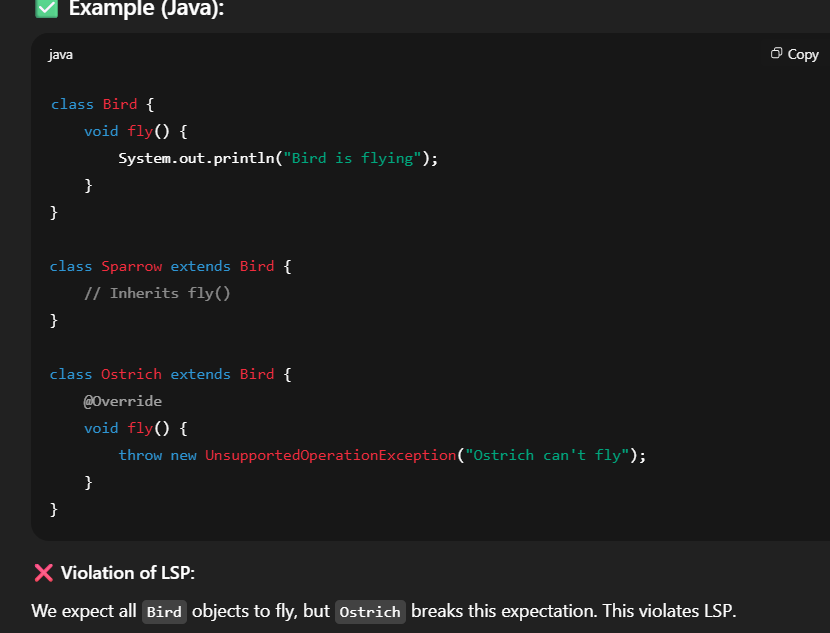 ✅ Example (Java):
java
Copy
class Bird {
    void fly() {
        System.out.println("Bird is flying");
    }
}
class Sparrow extends Bird {
    // Inherits fly()
}
class Ostrich extends Bird {
    @Override
    void fly() {
        throw new UnsupportedOperationException("Ostrich can't fly");
    }
}
❌ Violation of LSP:
We expect all Bird objects to fly, but Ostrich breaks this expectation. This violates LSP.